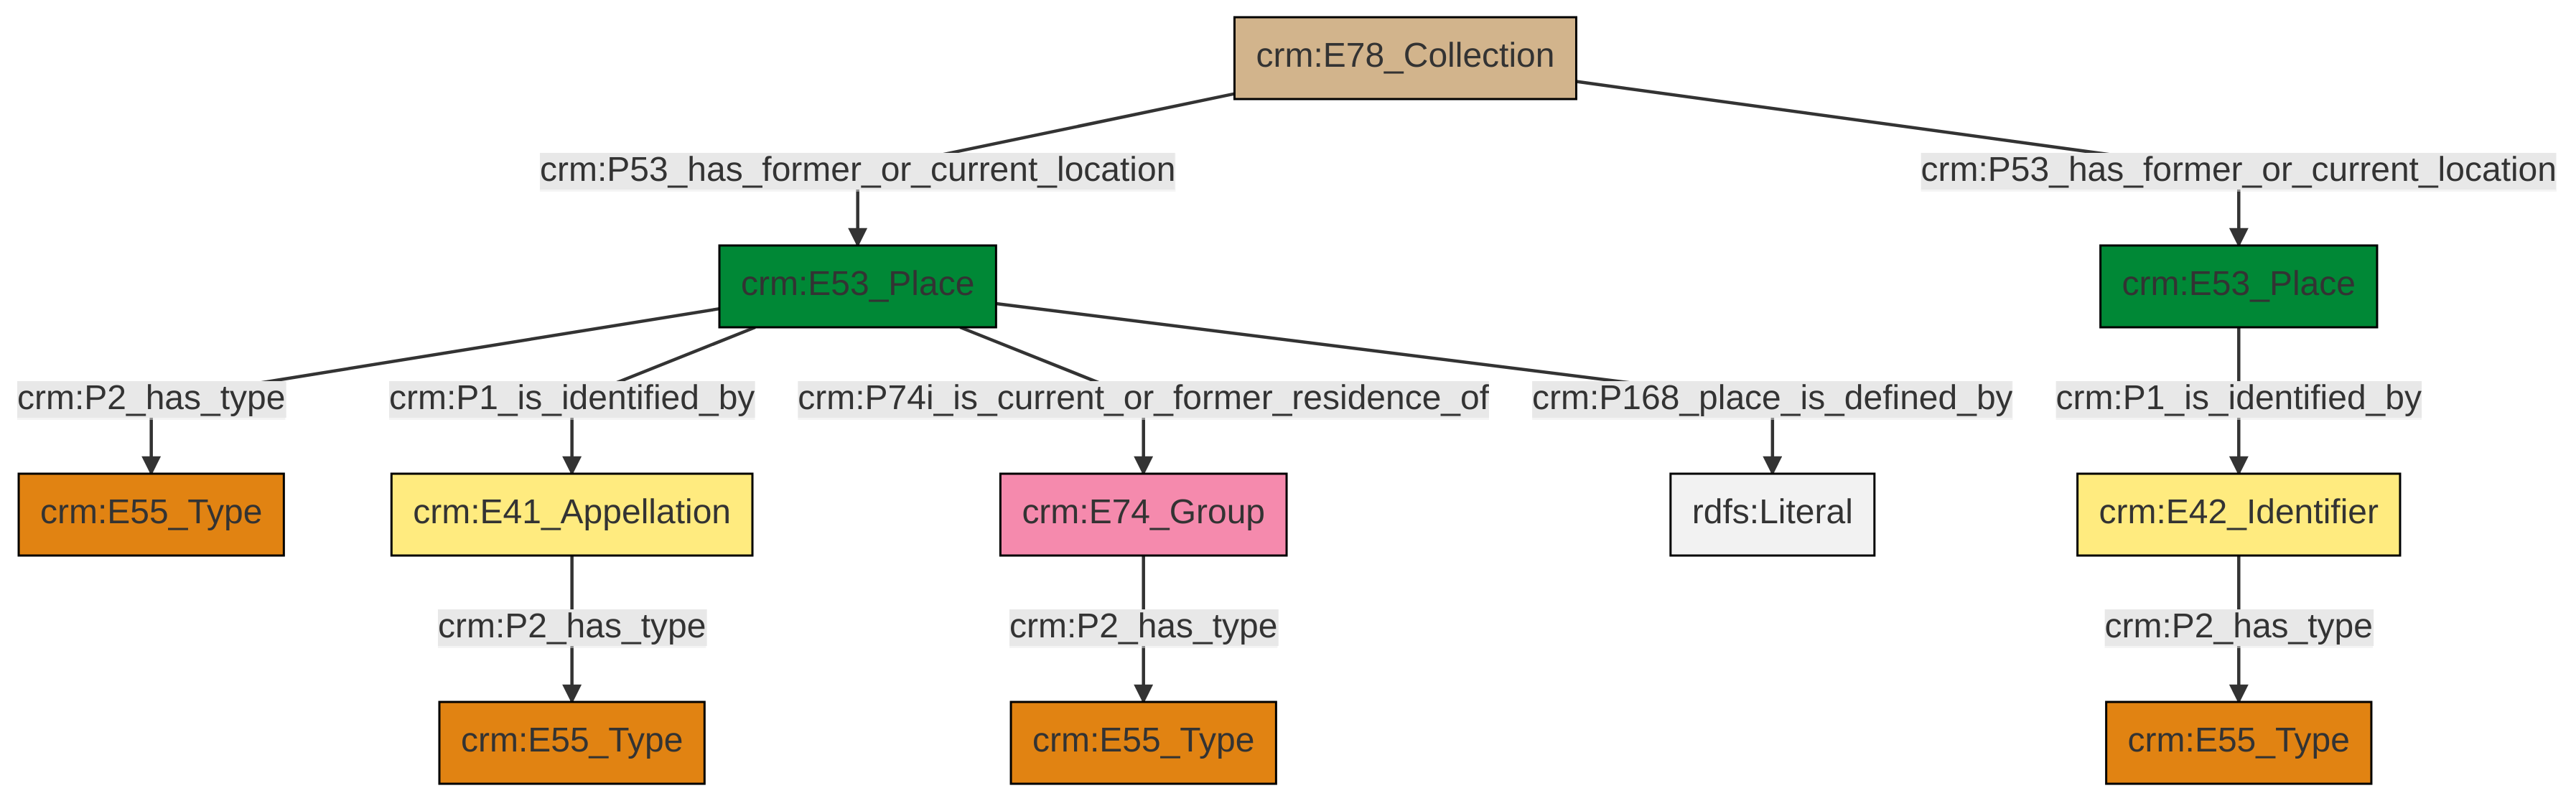 crm:E78_Collection
crm:P53_has_former_or_current_location
crm:P53_has_former_or_current_location
crm:E53_Place
crm:E53_Place
crm:P2_has_type
crm:P1_is_identified_by
crm:P74i_is_current_or_former_residence_of
crm:P168_place_is_defined_by
crm:P1_is_identified_by
crm:E55_Type
crm:E41_Appellation
crm:E74_Group
rdfs:Literal
crm:E42_Identifier
crm:P2_has_type
crm:P2_has_type
crm:P2_has_type
crm:E55_Type
crm:E55_Type
crm:E55_Type